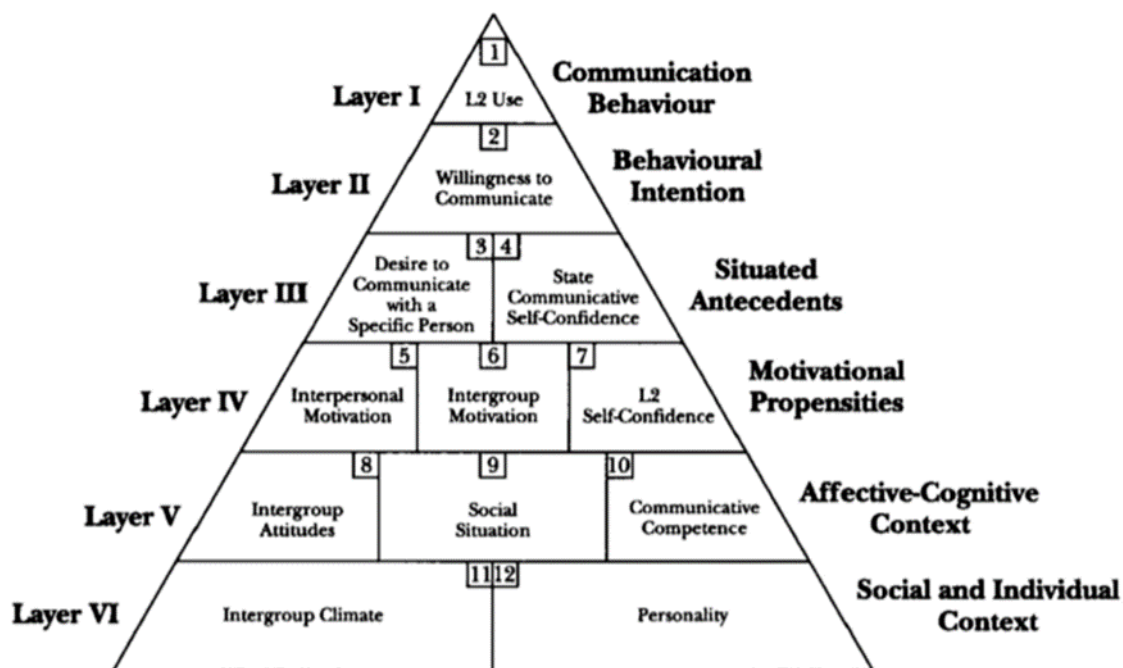 1
Layer I
L2 Use
Communication
Behaviour
2
Layer II
Willingness to
Communicate
Behavioural
Intention
3 4
Layer III
Desire to
Communicate
with a
Specific Person
State
Communicative
Self-Confidence
Situated
Antecedents
5 6 7
Layer IV
Interpersonal
Motivation
Intergroup
Motivation
L2
Self-Confidence
Motivational
Propensities
8 9 10
Layer V
Intergroup
Attitudes
Social
Situation
Communicative
Competence
Affective-Cognitive
Context
11 12
Layer VI
Intergroup Climate
Personality
Social and Individual
Context